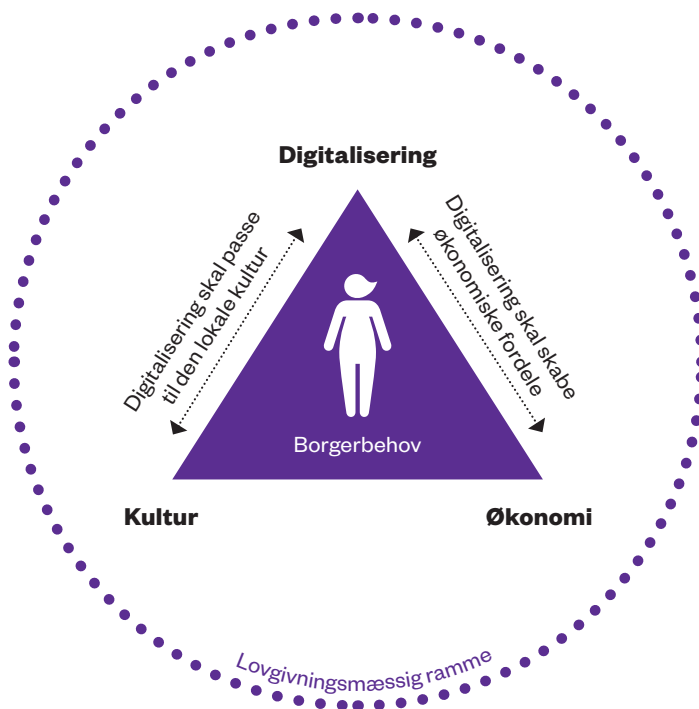 Digitalisering
Digitalisering skal passe
til den lokale kultur
Digitalisering skal skabe
økonomiske fordele
Borgerbehov
Kultur
Økonomi
Lovgivningsmæssig ramme